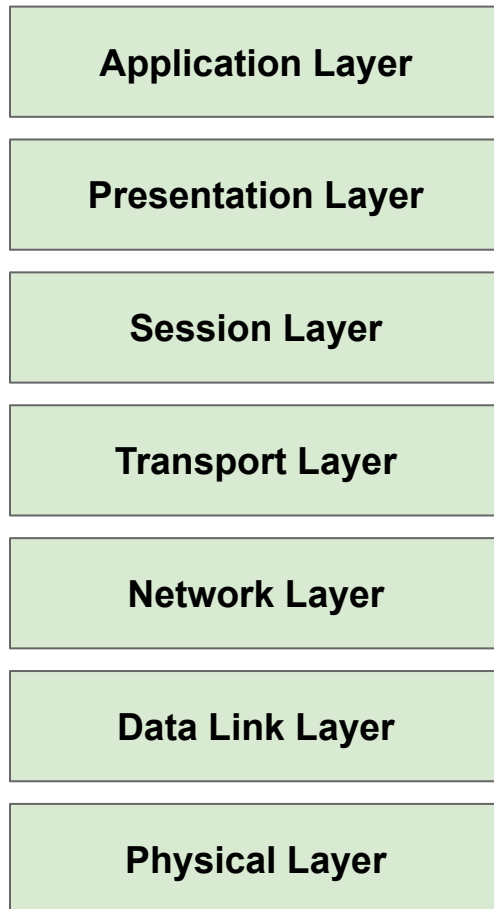 Application Layer
Presentation Layer
Session Layer
Transport Layer
Network Layer
Data Link Layer
Physical Layer